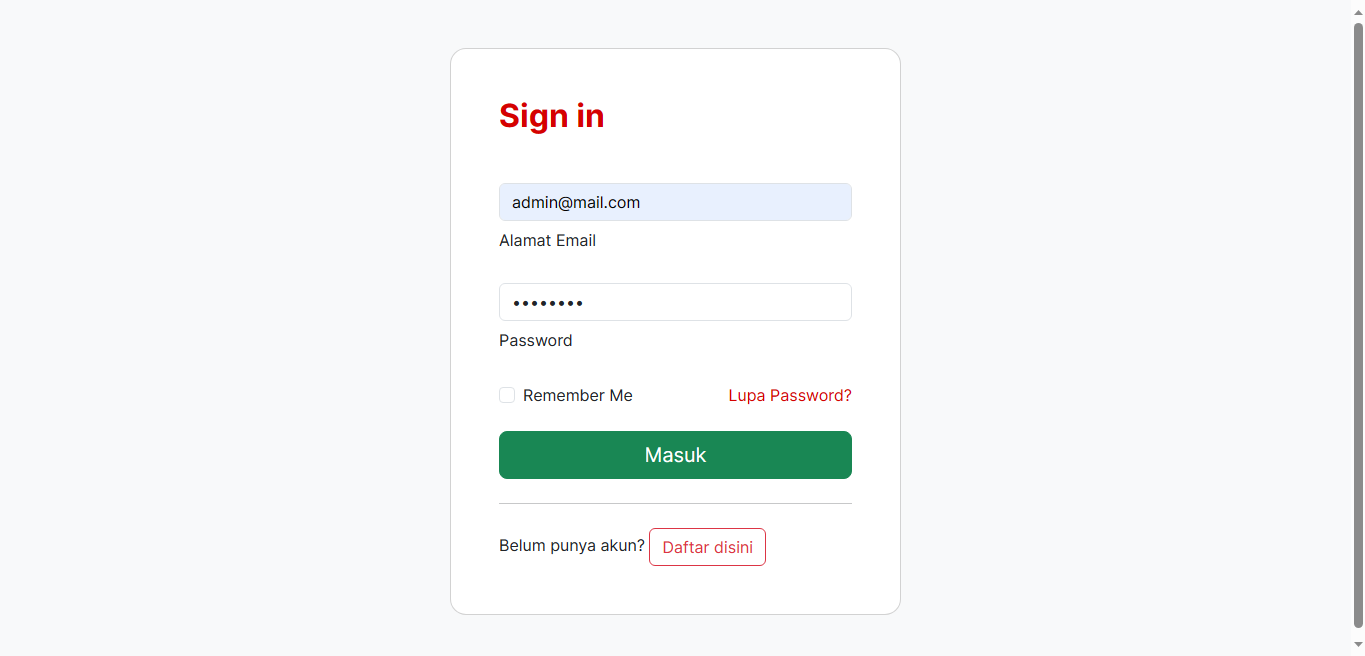 Sign in
admin@mail.com
Alamat Email
••••••••
Password
Remember Me Lupa Password?
Masuk
Belum punya akun? Daftar disini